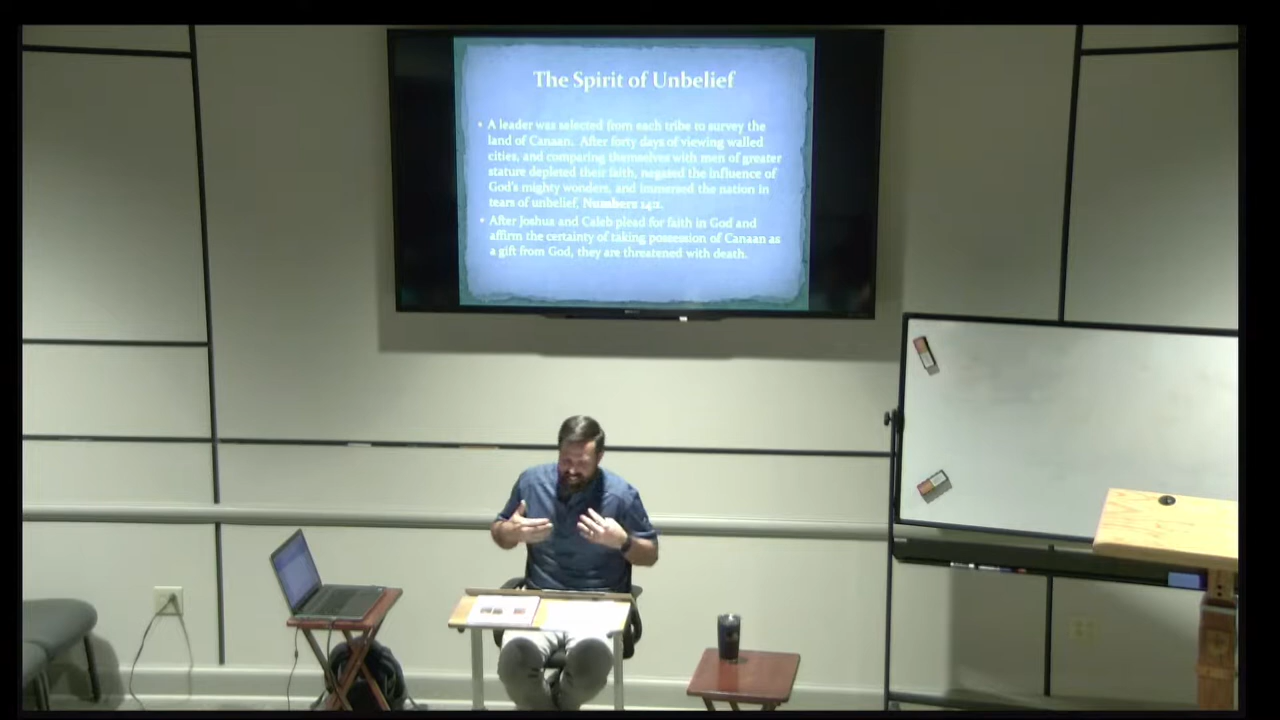 The Spirit of Unbelief
• A leader was selected from each tribe to survey the
land of Canaan. After forty days of viewing walled
cities, and comparing themselves with men of greater
stature depleted their faith, negated the influence of
God's mighty wonders, and immersed the nation in
tears of unbelief, Numbers 14:1.
• After Joshua and Caleb plead for faith in God and
affirm the certainty of taking possession of Canaan as
a gift from God, they are threatened with death.